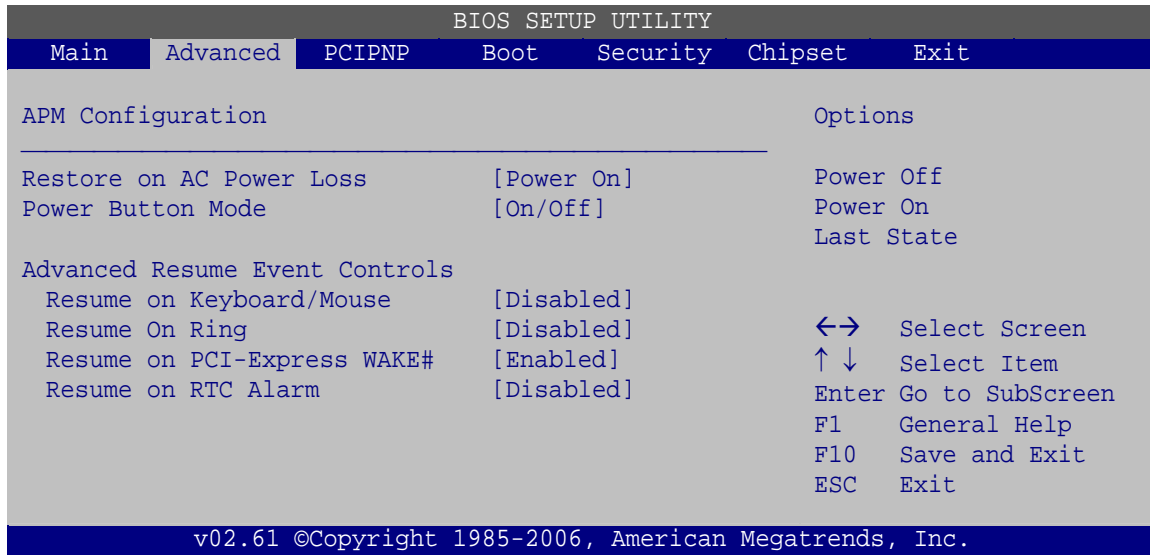 BIOS SETUP UTILITY
Main Advanced PCIPNP Boot Security Chipset Exit
APM Configuration
Restore on AC Power Loss [Power On]
Power Button Mode [On/Off]
Advanced Resume Event Controls
Resume on Keyboard/Mouse [Disabled]
Resume On Ring [Disabled]
Resume on PCI-Express WAKE# [Enabled]
Resume on RTC Alarm [Disabled]
Options
Power Off
Power On
Last State
←→ Select Screen
↑ ↓ Select Item
Enter Go to SubScreen
F1 General Help
F10 Save and Exit
ESC Exit
v02.61 ©Copyright 1985-2006, American Megatrends, Inc.